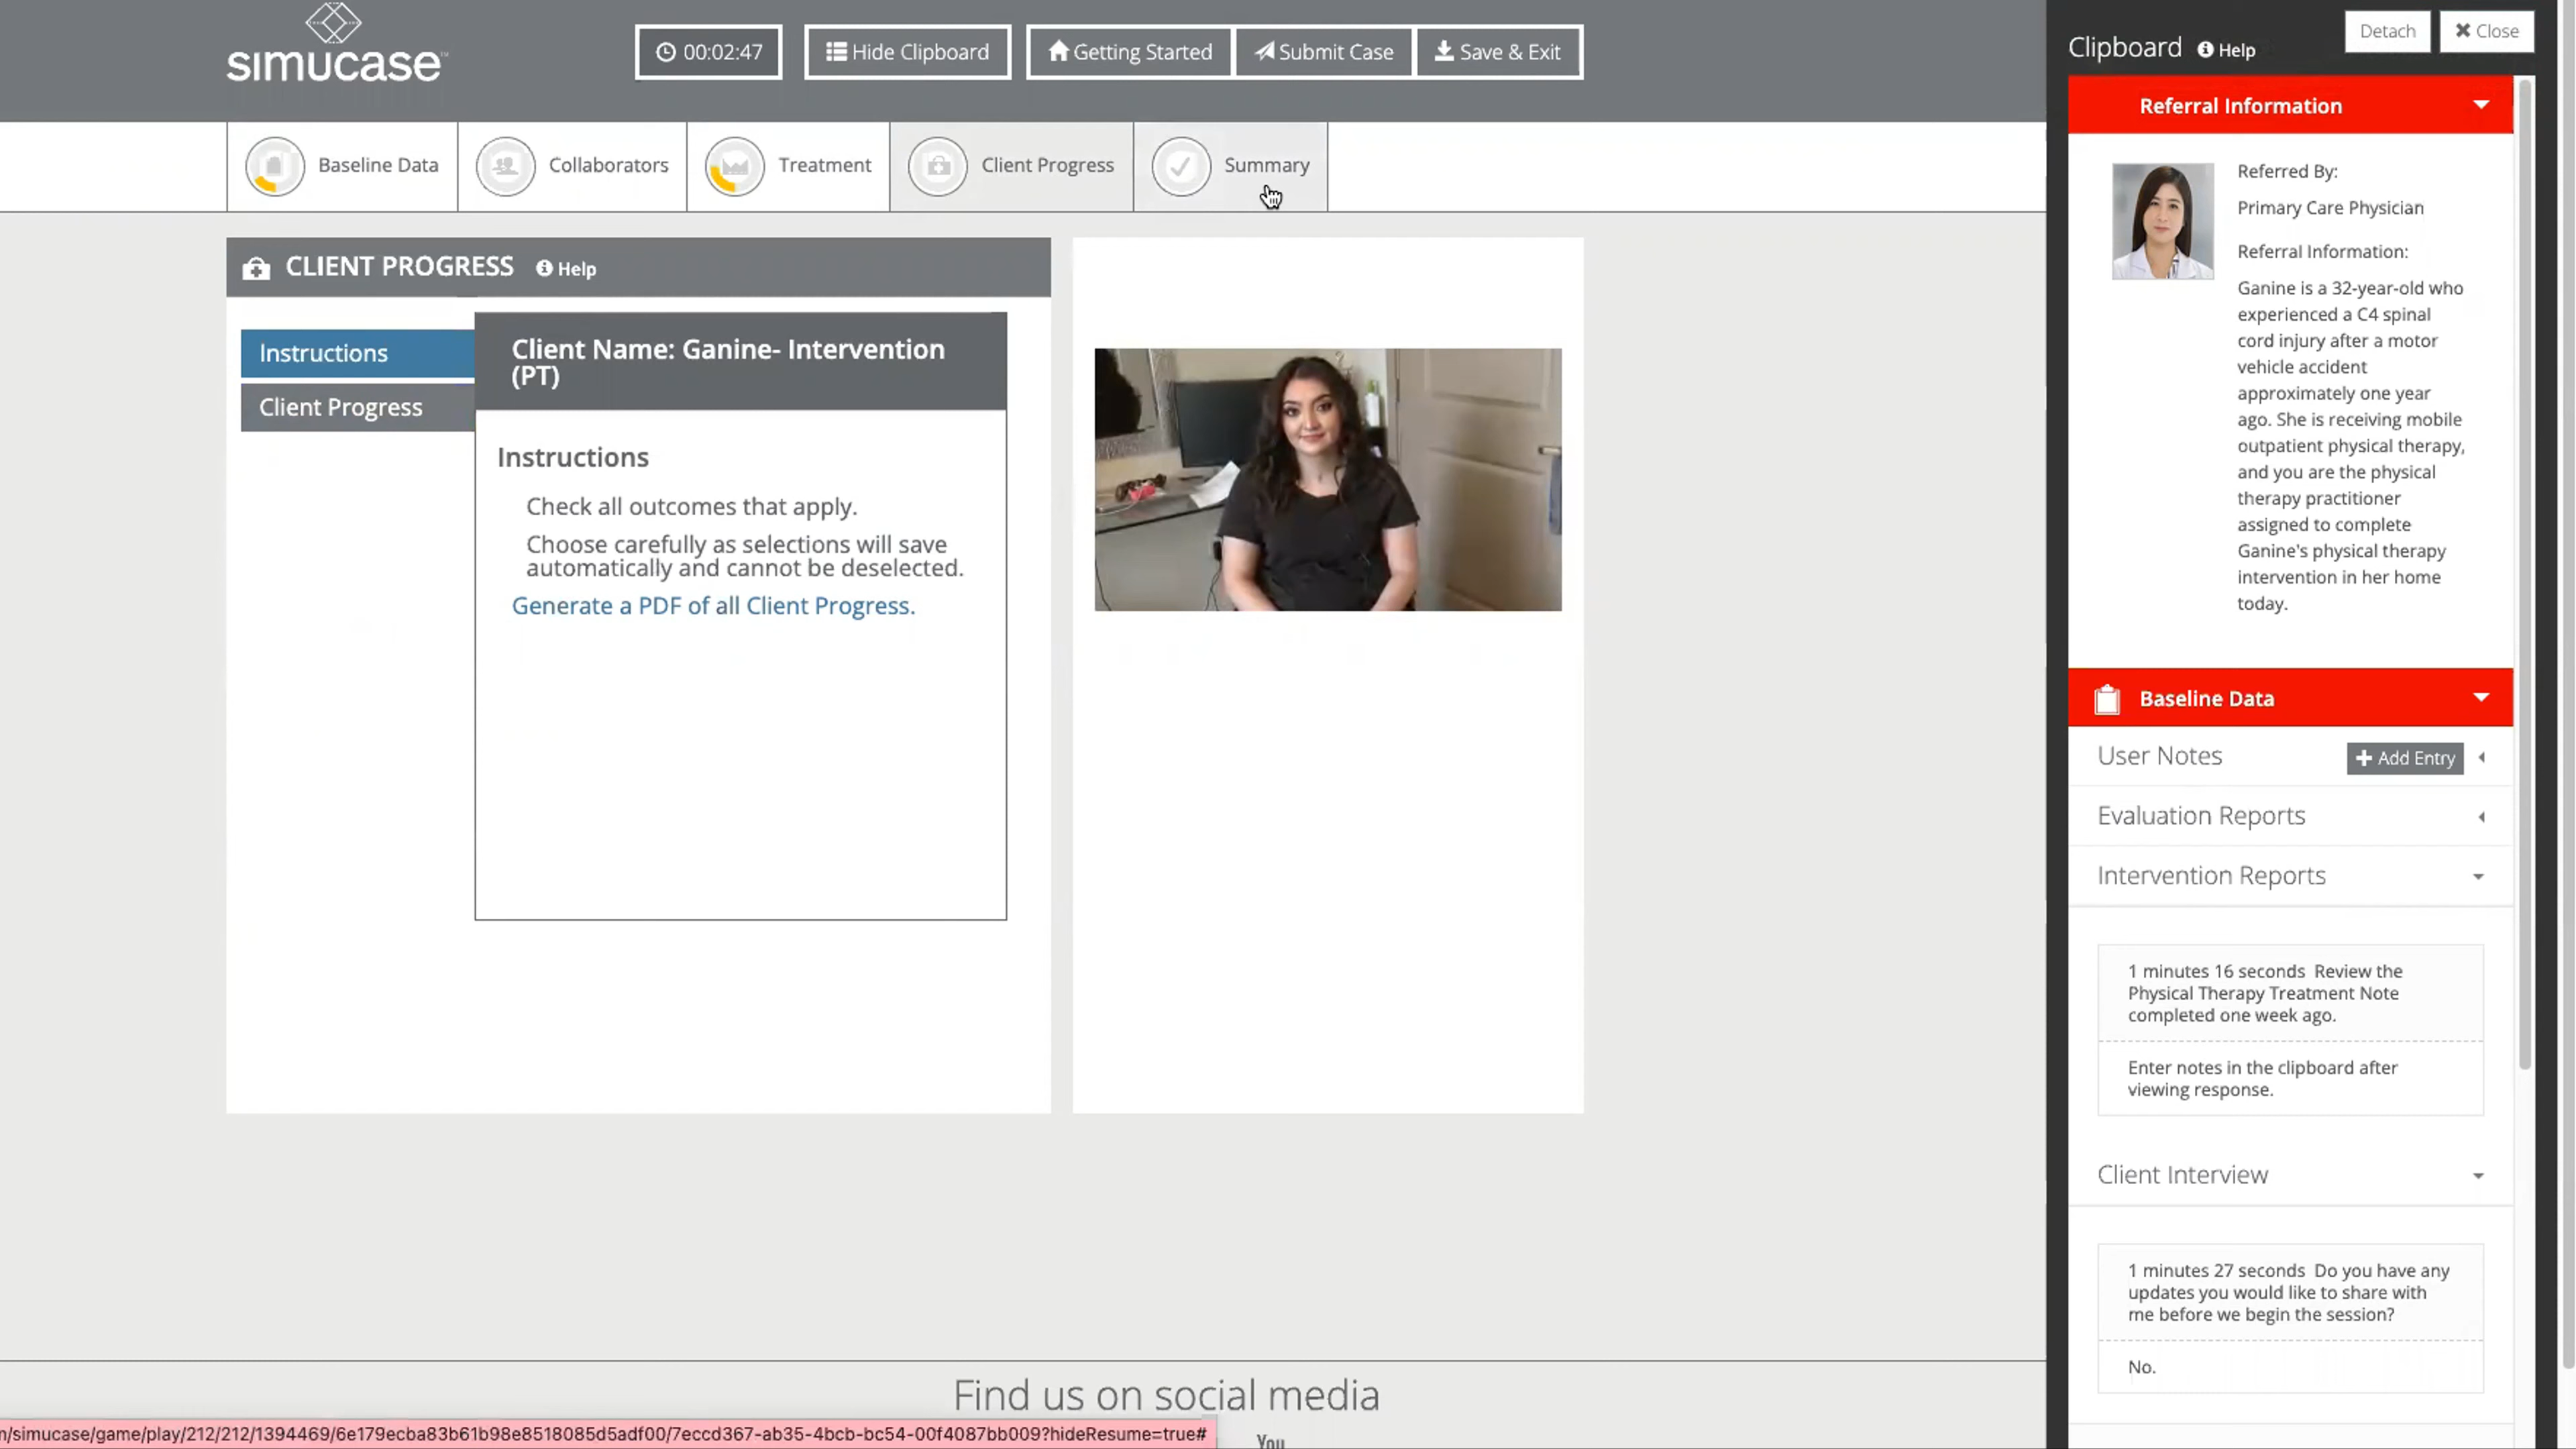 simucase™
00:02:47
Hide Clipboard
Getting Started
Submit Case
Save & Exit
Baseline Data
Collaborators
Treatment
Client Progress
Summary
CLIENT PROGRESS Help
Instructions
Client Progress
Client Name: Ganine- Intervention
(PT)
Instructions
Check all outcomes that apply.
Choose carefully as selections will save
automatically and cannot be deselected.
Generate a PDF of all Client Progress.
Clipboard Help
Detach
Close
Referral Information
Referred By:
Primary Care Physician
Referral Information:
Ganine is a 32-year-old who
experienced a C4 spinal
cord injury after a motor
vehicle accident
approximately one year
ago. She is receiving mobile
outpatient physical therapy,
and you are the physical
therapy practitioner
assigned to complete
Ganine's physical therapy
intervention in her home
today.
Baseline Data
User Notes
Add Entry
Evaluation Reports
Intervention Reports
1 minutes 16 seconds Review the
Physical Therapy Treatment Note
completed one week ago.
Enter notes in the clipboard after
viewing response.
Client Interview
1 minutes 27 seconds Do you have any
updates you would like to share with
me before we begin the session?
No.
Find us on social media
You
n/simucase/game/play/212/212/1394469/6e179ecba83b61b98e8518085d5adf00/7eccd367-ab35-4bcb-bc54-00f4087bb009?hideResume=true#